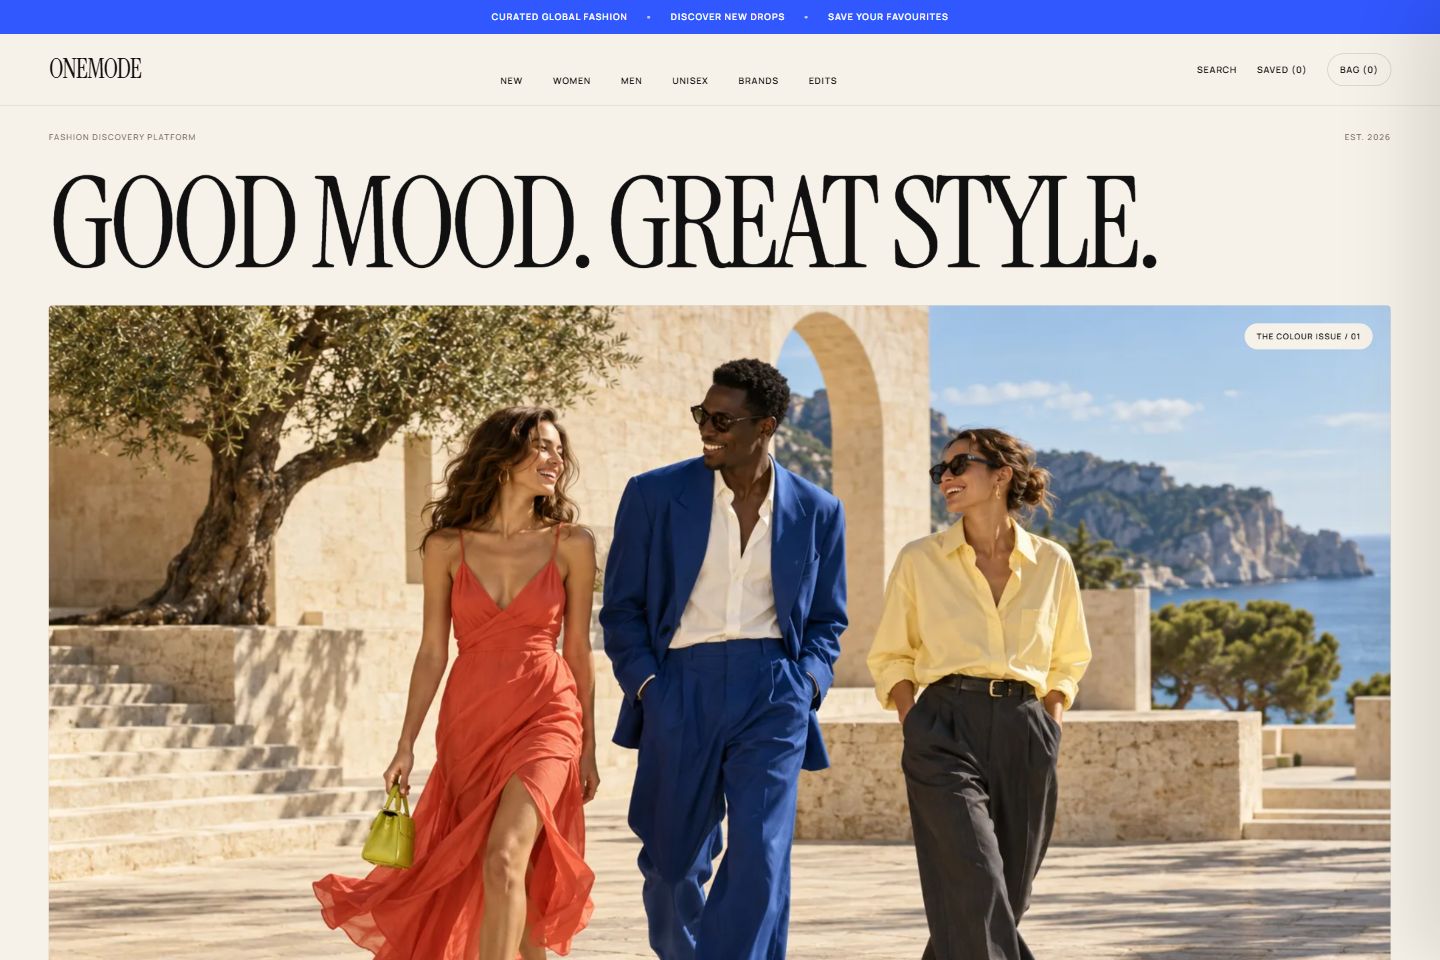 CURATED GLOBAL FASHION • DISCOVER NEW DROPS • SAVE YOUR FAVOURITES
ONEMODE
NEW WOMEN MEN UNISEX BRANDS EDITS
SEARCH SAVED (0) BAG (0)
FASHION DISCOVERY PLATFORM
EST. 2026
GOOD MOOD. GREAT STYLE.
THE COLOUR ISSUE / 01